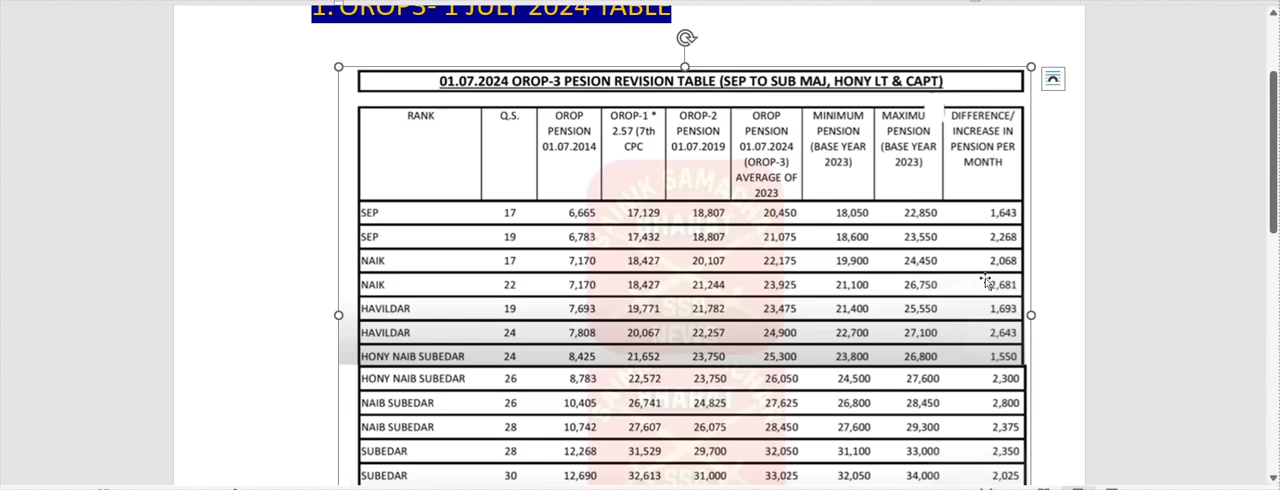 1. OROP3- 1 JULY 2024 TABLE
01.07.2024 OROP-3 PESION REVISION TABLE (SEP TO SUB MAJ, HONY LT & CAPT)
RANK Q.S. OROP PENSION 01.07.2014 OROP-1 * 2.57 (7th CPC OROP-2 PENSION 01.07.2019 OROP PENSION 01.07.2024 (OROP-3) AVERAGE OF 2023 MINIMUM PENSION (BASE YEAR 2023) MAXIMU PENSION (BASE YEAR 2023) DIFFERENCE/ INCREASE IN PENSION PER MONTH
SEP 17 6,665 17,129 18,807 20,450 18,050 22,850 1,643
SEP 19 6,783 17,432 18,807 21,075 18,600 23,550 2,268
NAIK 17 7,170 18,427 20,107 22,175 19,900 24,450 2,068
NAIK 22 7,170 18,427 21,244 23,925 21,100 26,750 2,681
HAVILDAR 19 7,693 19,771 21,782 23,475 21,400 25,550 1,693
HAVILDAR 24 7,808 20,067 22,257 24,900 22,700 27,100 2,643
HONY NAIB SUBEDAR 24 8,425 21,652 23,750 25,300 23,800 26,800 1,550
HONY NAIB SUBEDAR 26 8,783 22,572 23,750 26,050 24,500 27,600 2,300
NAIB SUBEDAR 26 10,405 26,741 24,825 27,625 26,800 28,450 2,800
NAIB SUBEDAR 28 10,742 27,607 26,075 28,450 27,600 29,300 2,375
SUBEDAR 28 12,268 31,529 29,700 32,050 31,100 33,000 2,350
SUBEDAR 30 12,690 32,613 31,000 33,025 32,050 34,000 2,025